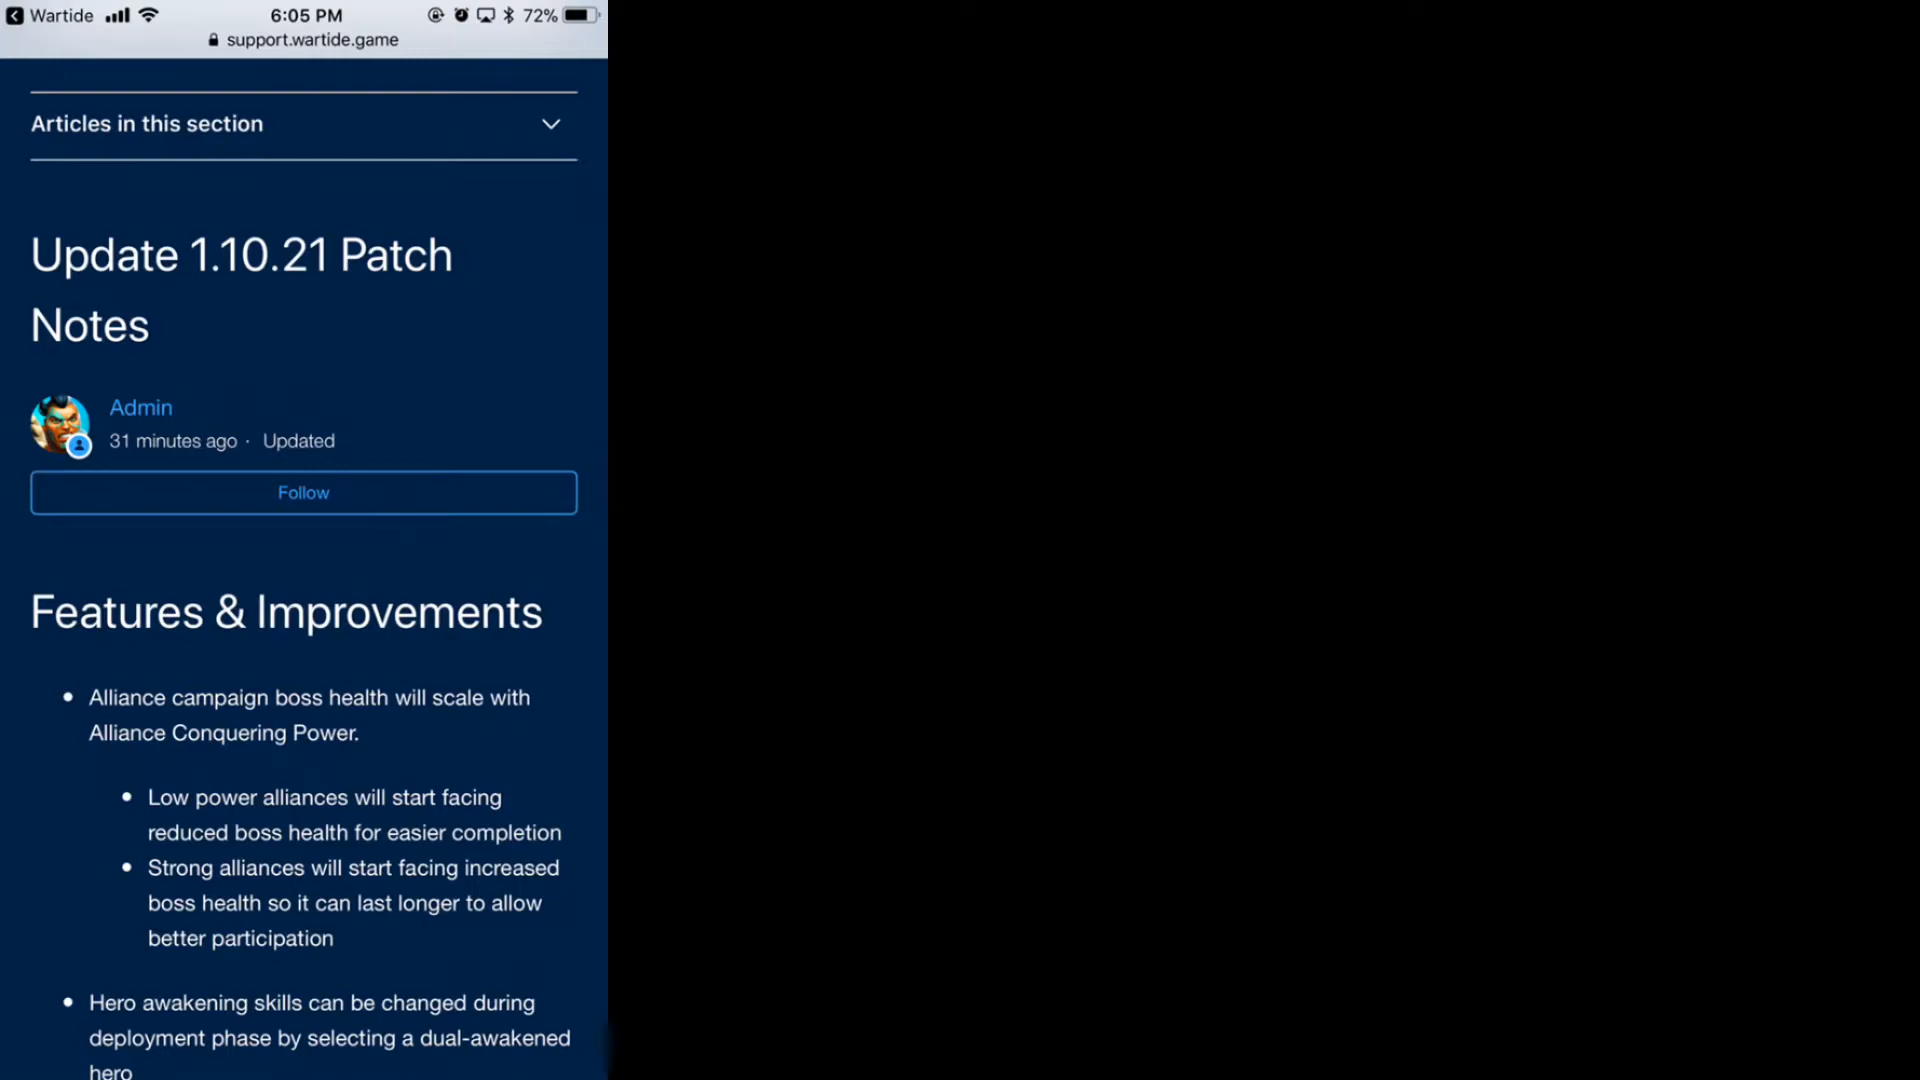 Wartide 6:05 PM 72%
support.wartide.game
Articles in this section
Update 1.10.21 Patch
Notes
Admin
31 minutes ago · Updated
Follow
Features & Improvements
• Alliance campaign boss health will scale with
Alliance Conquering Power.
• Low power alliances will start facing
reduced boss health for easier completion
• Strong alliances will start facing increased
boss health so it can last longer to allow
better participation
• Hero awakening skills can be changed during
deployment phase by selecting a dual-awakened
hero